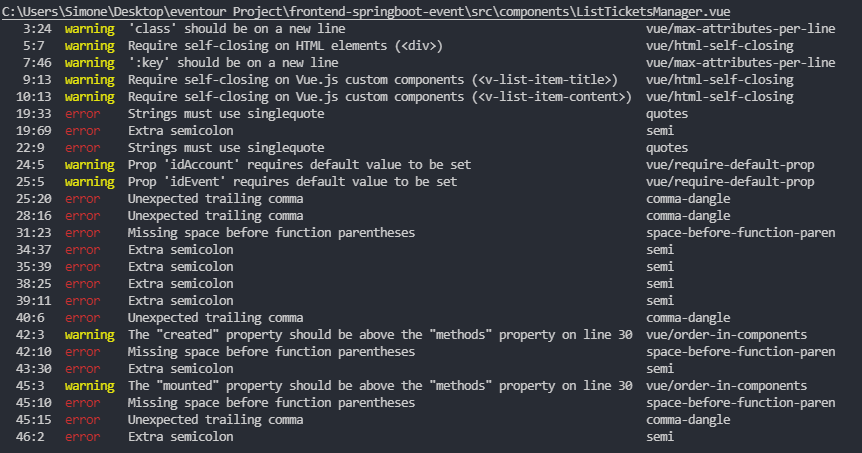 C:\Users\Simone\Desktop\eventour Project\frontend-springboot-event\src\components\ListTicketsManager.vue
3:24 warning 'class' should be on a new line vue/max-attributes-per-line
5:7 warning Require self-closing on HTML elements (<div>) vue/html-self-closing
7:46 warning ':key' should be on a new line vue/max-attributes-per-line
9:13 warning Require self-closing on Vue.js custom components (<v-list-item-title>) vue/html-self-closing
10:13 warning Require self-closing on Vue.js custom components (<v-list-item-content>) vue/html-self-closing
19:33 error Strings must use singlequote quotes
19:69 error Extra semicolon semi
22:9 error Strings must use singlequote quotes
24:5 warning Prop 'idAccount' requires default value to be set vue/require-default-prop
25:5 warning Prop 'idEvent' requires default value to be set vue/require-default-prop
25:20 error Unexpected trailing comma comma-dangle
28:16 error Unexpected trailing comma comma-dangle
31:23 error Missing space before function parentheses space-before-function-paren
34:37 error Extra semicolon semi
35:39 error Extra semicolon semi
38:25 error Extra semicolon semi
39:11 error Extra semicolon semi
40:6 error Unexpected trailing comma comma-dangle
42:3 warning The "created" property should be above the "methods" property on line 30 vue/order-in-components
42:10 error Missing space before function parentheses space-before-function-paren
43:30 error Extra semicolon semi
45:3 warning The "mounted" property should be above the "methods" property on line 30 vue/order-in-components
45:10 error Missing space before function parentheses space-before-function-paren
45:15 error Unexpected trailing comma comma-dangle
46:2 error Extra semicolon semi